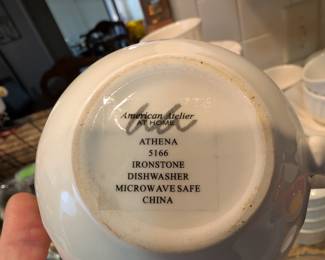 American Atelier
AT HOME
ATHENA
5166
IRONSTONE
DISHWASHER
MICROWAVE SAFE
CHINA